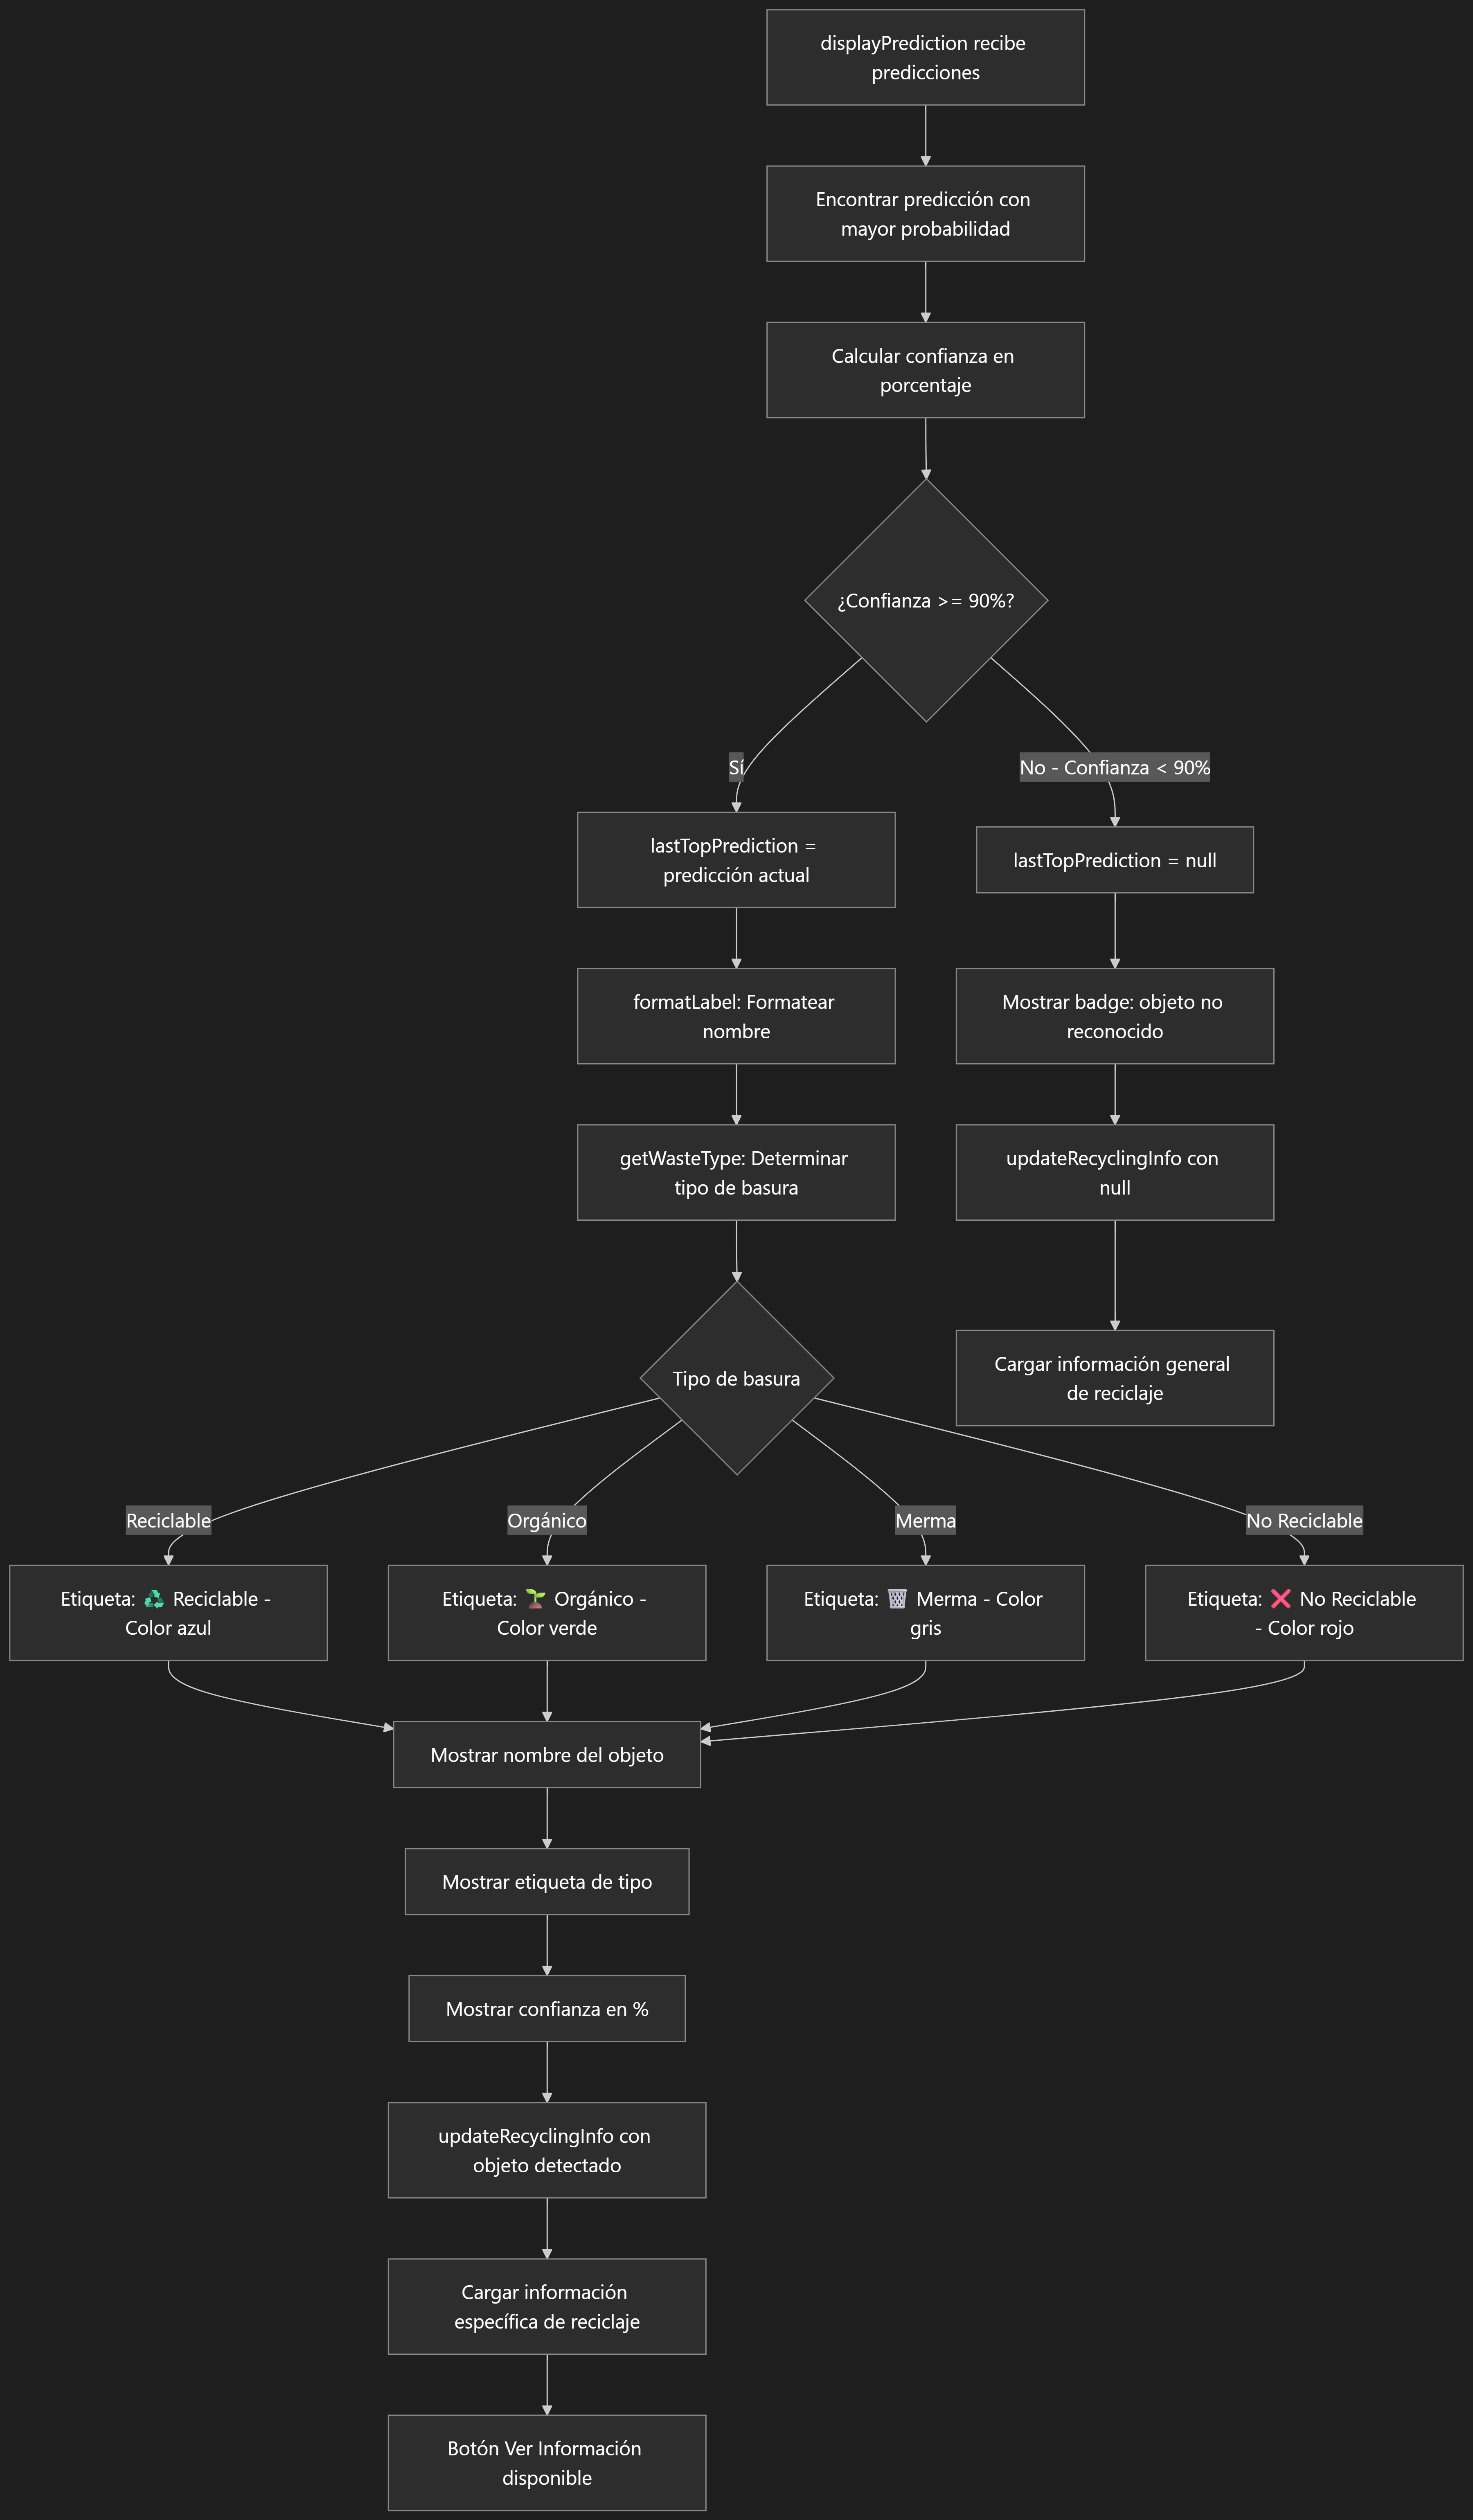 displayPrediction recibe
predicciones
Encontrar predicción con
mayor probabilidad
Calcular confianza en
porcentaje
¿Confianza >= 90%?
Sí
No - Confianza < 90%
lastTopPrediction =
predicción actual
lastTopPrediction = null
formatLabel: Formatear
nombre
Mostrar badge: objeto no
reconocido
getWasteType: Determinar
tipo de basura
updateRecyclingInfo con
null
Tipo de basura
Cargar información general
de reciclaje
Reciclable
Orgánico
Merma
No Reciclable
Etiqueta: ♻️ Reciclable -
Color azul
Etiqueta: 🌱 Orgánico -
Color verde
Etiqueta: 🗑️ Merma - Color
gris
Etiqueta: ❌ No Reciclable
- Color rojo
Mostrar nombre del objeto
Mostrar etiqueta de tipo
Mostrar confianza en %
updateRecyclingInfo con
objeto detectado
Cargar información
específica de reciclaje
Botón Ver Información
disponible